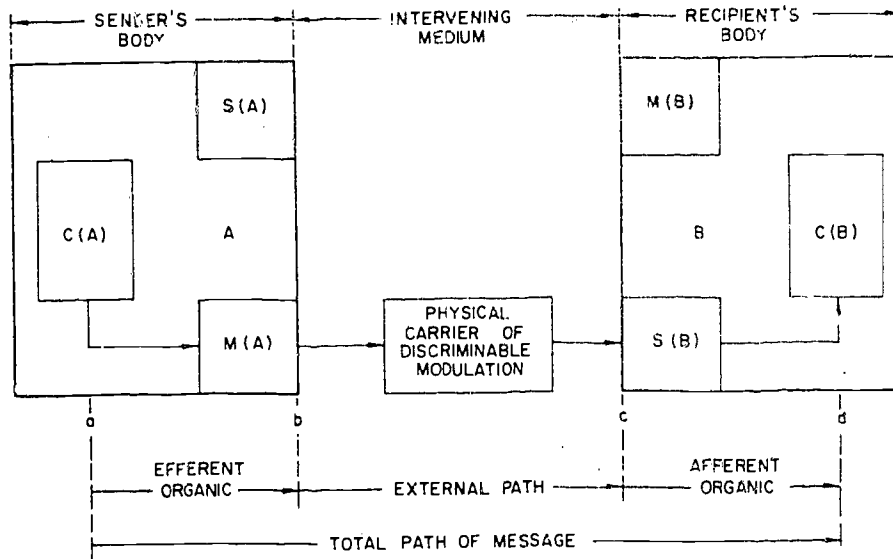 SENDER'S
BODY
INTERVENING
MEDIUM
RECIPIENT'S
BODY
S(A)
M(B)
C(A)
A
B
C(B)
M(A)
PHYSICAL
CARRIER OF
DISCRIMINABLE
MODULATION
S(B)
a
b
c
d
EFFERENT
ORGANIC
EXTERNAL PATH
AFFERENT
ORGANIC
TOTAL PATH OF MESSAGE